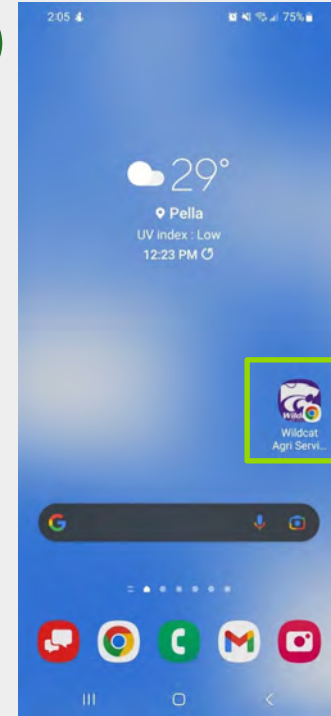 2:05
75%
29°
Pella
UV index : Low
12:23 PM
Wildcat
Agri Servi...